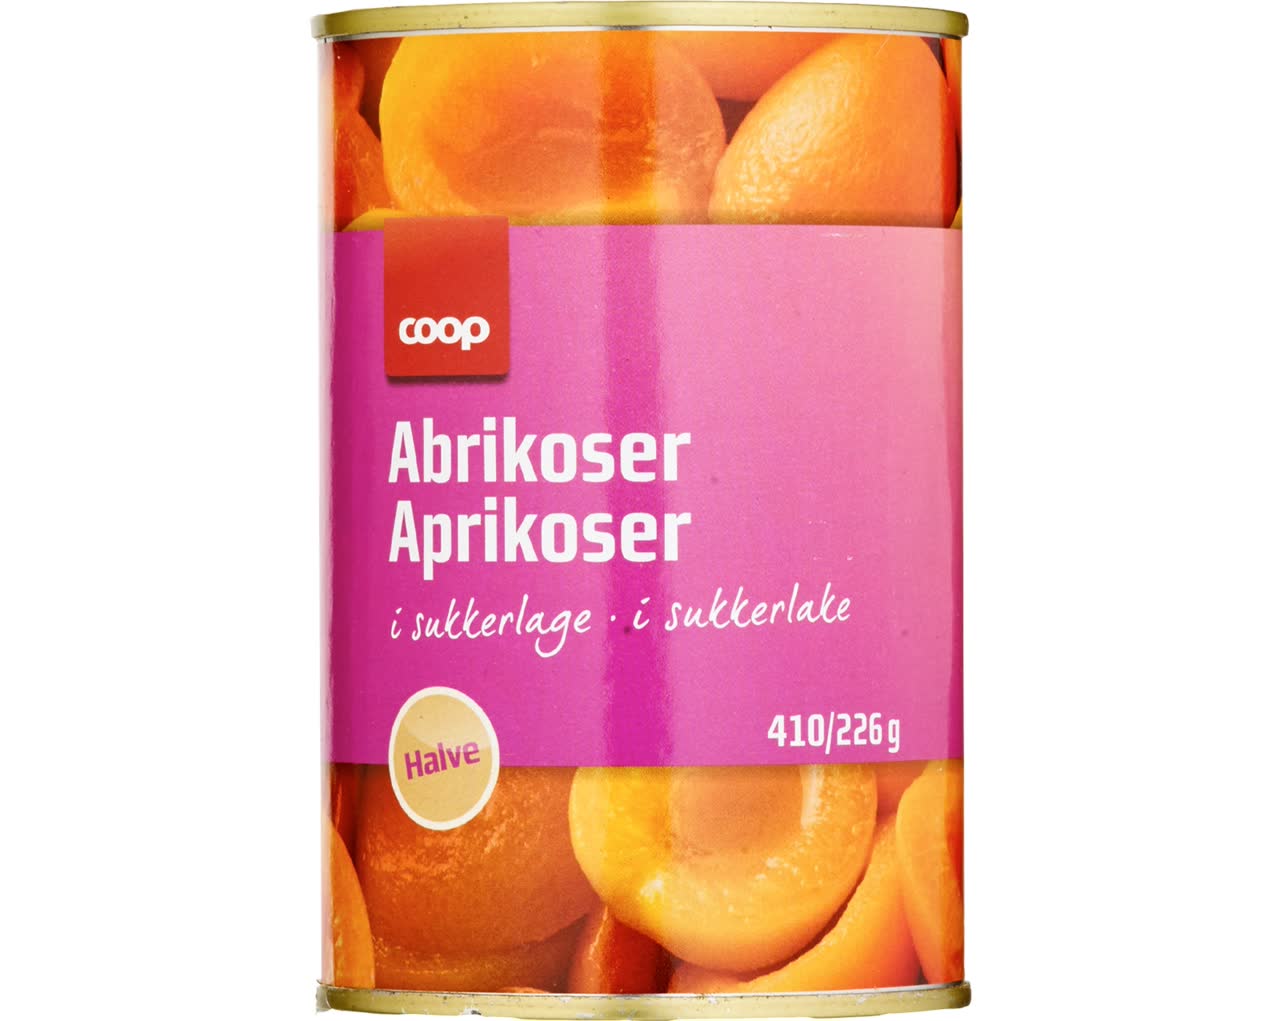 coop
Abrikoser
Aprikoser
i sukkerlage · i sukkerlake
410/226 g
Halve